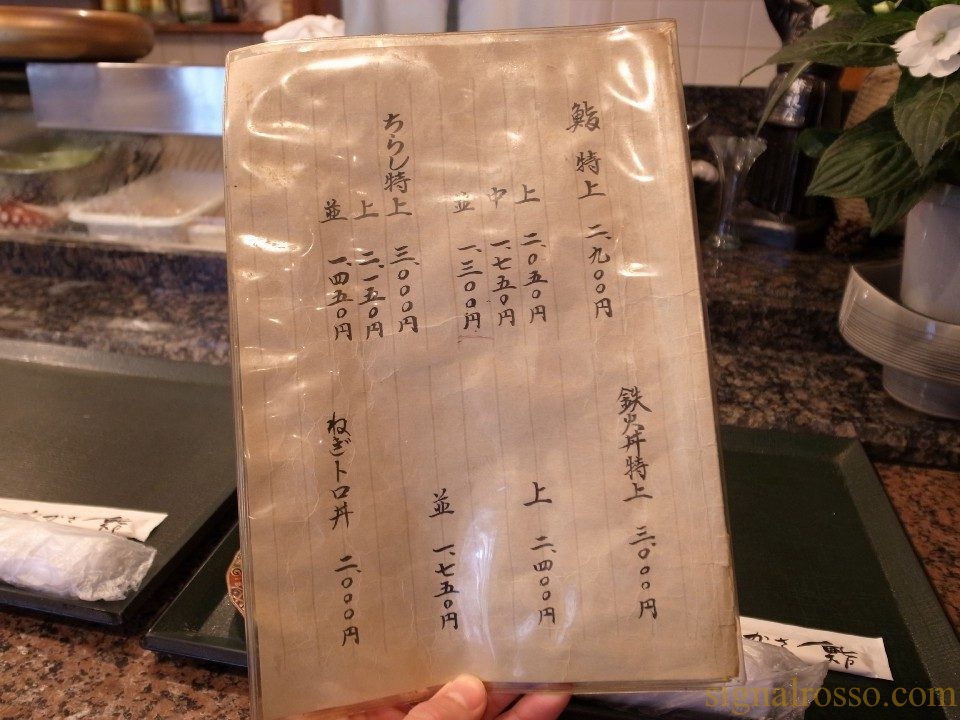 鮨 特上 二、九〇〇円
上 二、〇五〇円
中 一、七五〇円
並 一、三〇〇円
ちらし特上 三、〇〇〇円
上 二、一五〇円
並 一、四五〇円
鉄火丼特上 三、〇〇〇円
上 二、四〇〇円
並 一、七五〇円
ねぎトロ丼 二、〇〇〇円
signalrosso.com